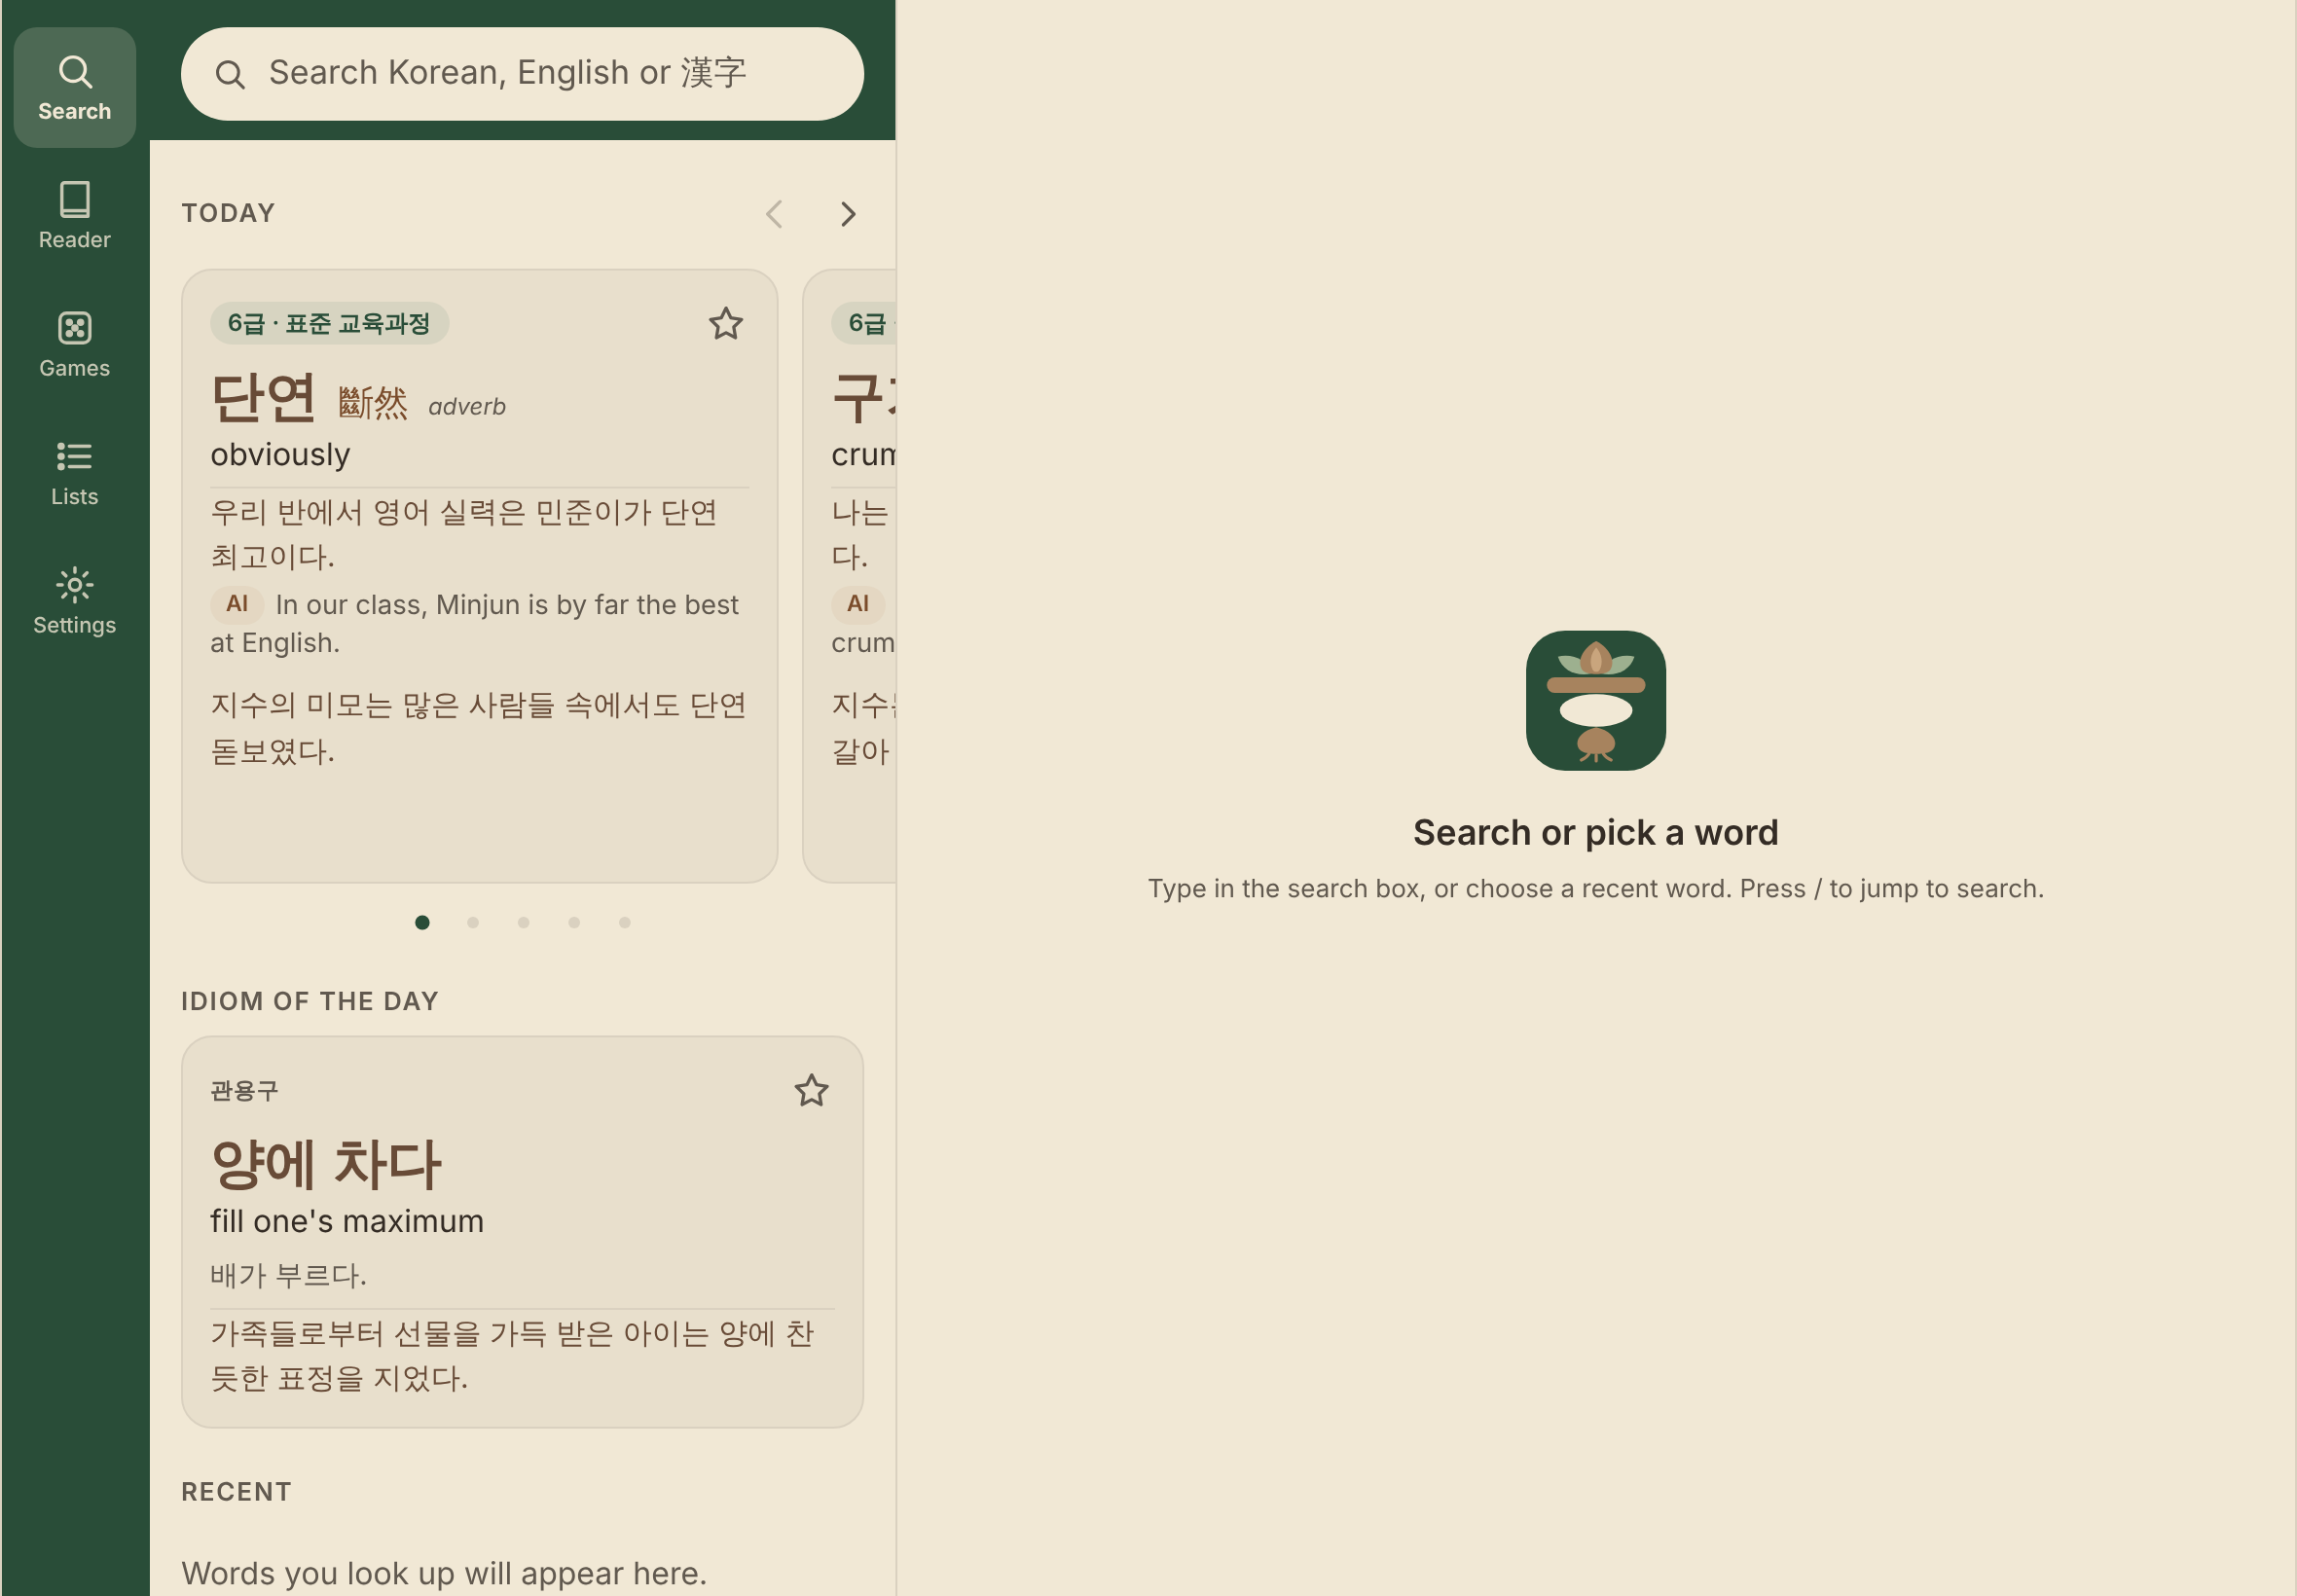 Search
Reader
Games
Lists
Settings
Search Korean, English or 漢字
TODAY
6급 · 표준 교육과정
단연 斷然 adverb
obviously
우리 반에서 영어 실력은 민준이가 단연
최고이다.
AI In our class, Minjun is by far the best
at English.
지수의 미모는 많은 사람들 속에서도 단연
돋보였다.
6급
crum
나는
다.
AI
crum
갈아
IDIOM OF THE DAY
관용구
양에 차다
fill one's maximum
배가 부르다.
가족들로부터 선물을 가득 받은 아이는 양에 찬
듯한 표정을 지었다.
RECENT
Words you look up will appear here.
Search or pick a word
Type in the search box, or choose a recent word. Press / to jump to search.